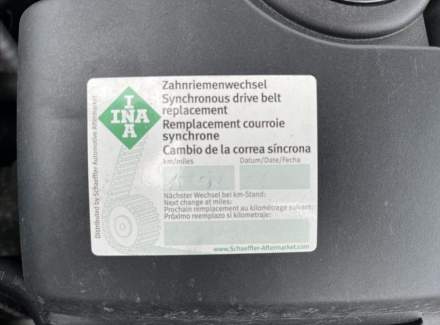 INA
INA
Zahnriemenwechsel
Synchronous drive belt
replacement
Remplacement courroie
synchrone
Cambio de la correa síncrona
km/miles Datum/Date/Fecha
Nächster Wechsel bei km-Stand:
Next change at miles:
Prochain remplacement au kilométrage suivant:
Próximo reemplazo si kilometraje:
www.Schaeffler-Aftermarket.com
Distributed by Schaeffler Automotive Aftermarket